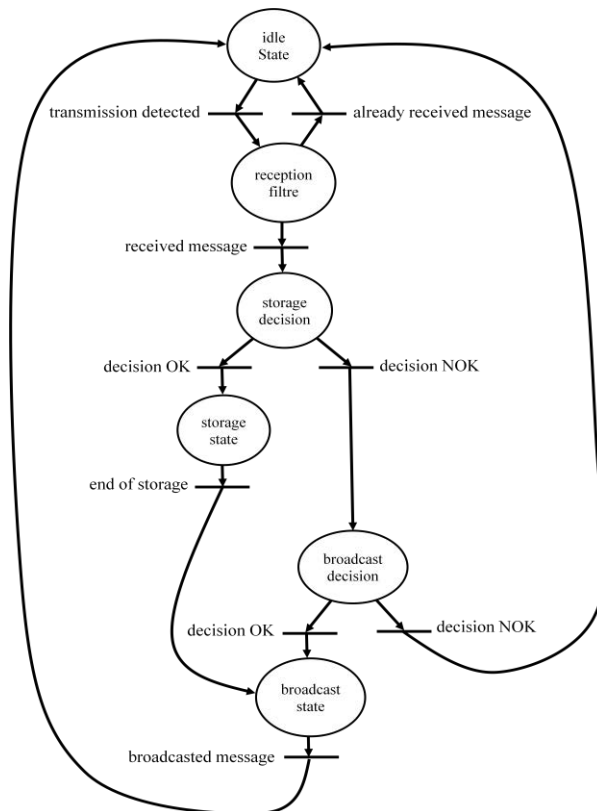 idle
State
transmission detected
already received message
reception
filtre
received message
storage
decision
decision OK
decision NOK
storage
state
end of storage
broadcast
decision
decision OK
decision NOK
broadcast
state
broadcasted message